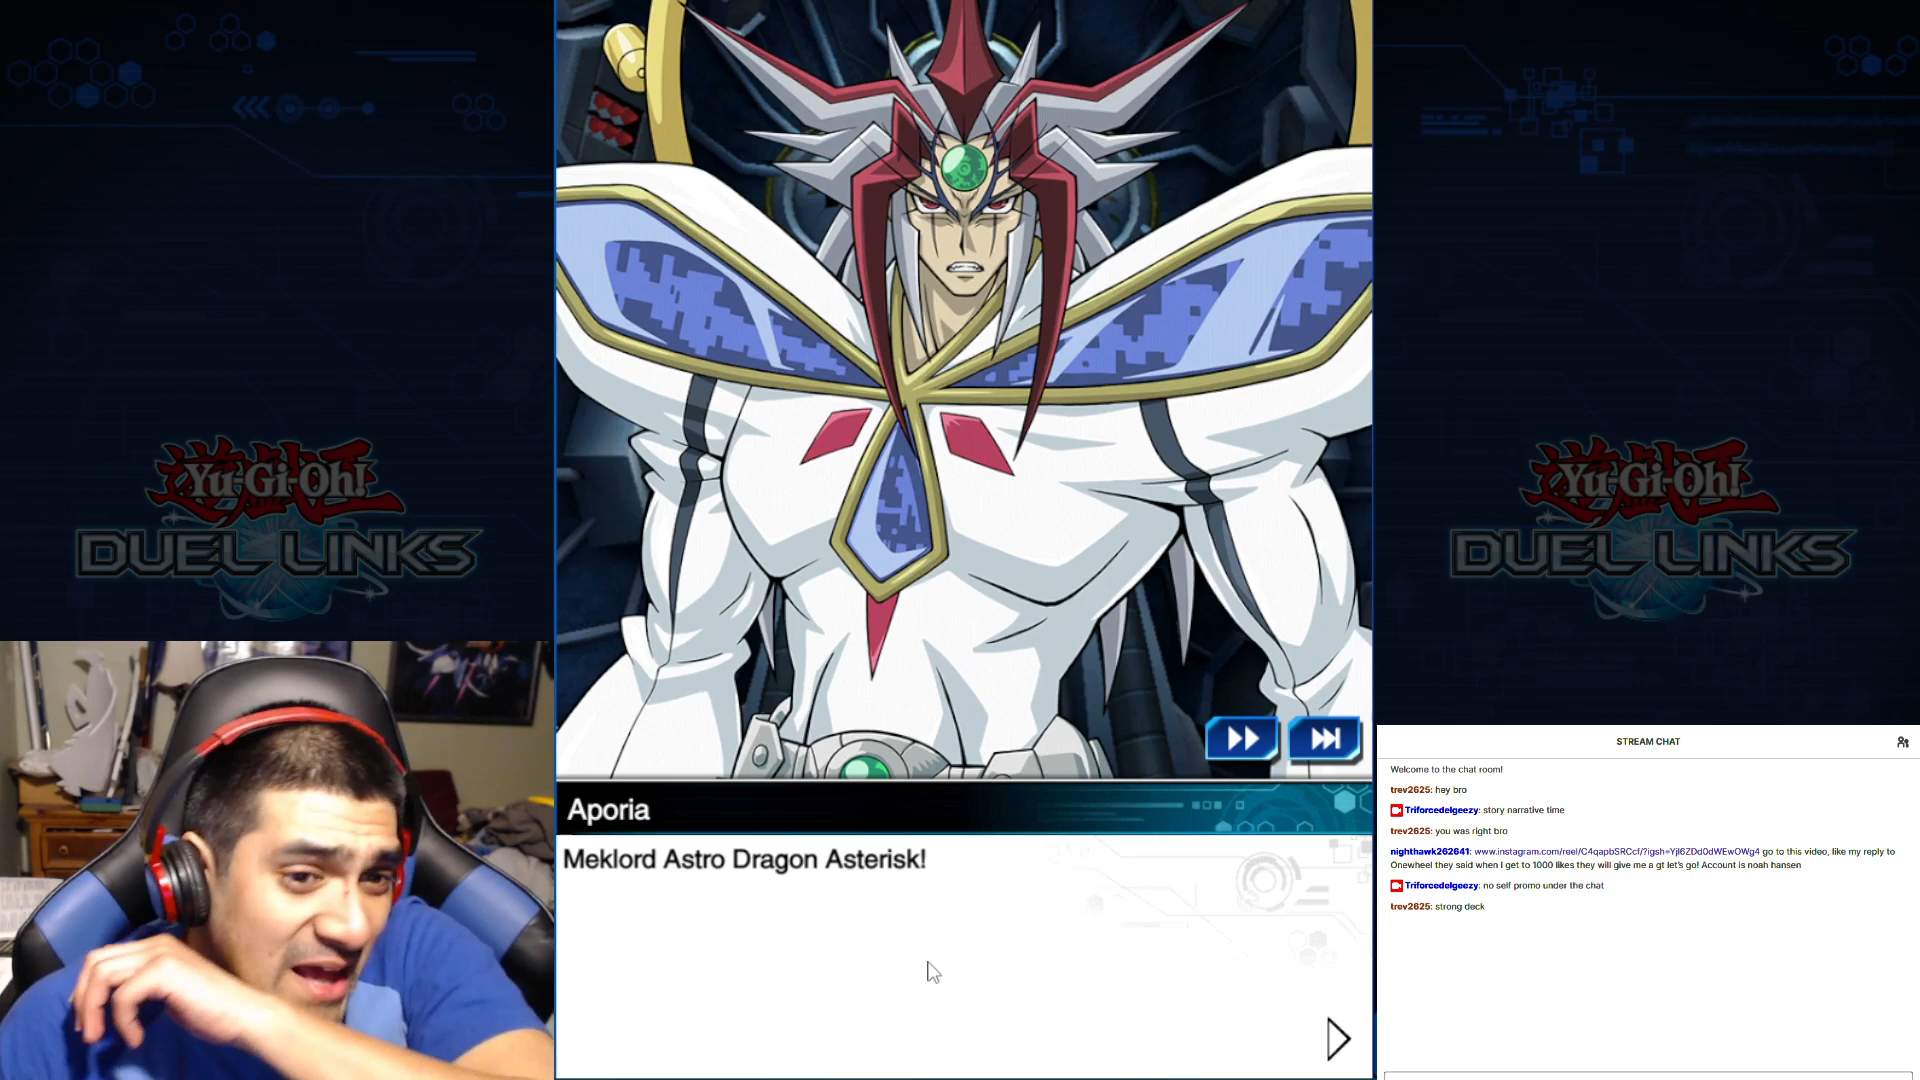 Yu-Gi-Oh!
DUEL LINKS
Yu-Gi-Oh!
DUEL LINKS
Aporia
Meklord Astro Dragon Asterisk!
STREAM CHAT
Welcome to the chat room!
trev2625: hey bro
Triforcedelgeezy: story narrative time
trev2625: you was right bro
nighthawk262641: www.instagram.com/reel/C4qapbSRCcf/?igsh=Yjl6ZDd0dWEwOWg4 go to this video, like my reply to
Onewheel they said when I get to 1000 likes they will give me a gt let's go! Account is noah hansen
Triforcedelgeezy: no self promo under the chat
trev2625: strong deck